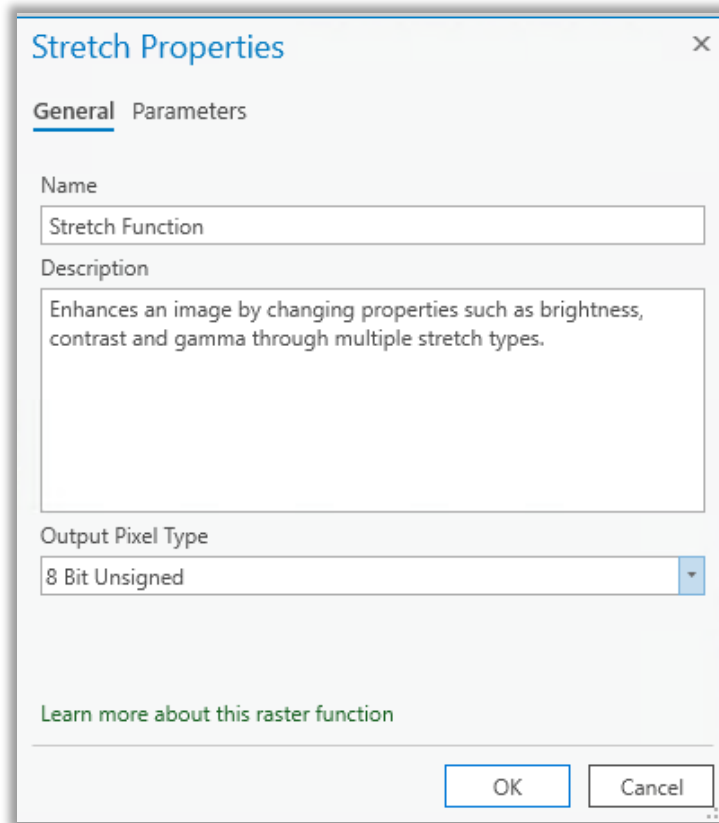 Stretch Properties
General Parameters
Name
Stretch Function
Description
Enhances an image by changing properties such as brightness,
contrast and gamma through multiple stretch types.
Output Pixel Type
8 Bit Unsigned
Learn more about this raster function
OK Cancel